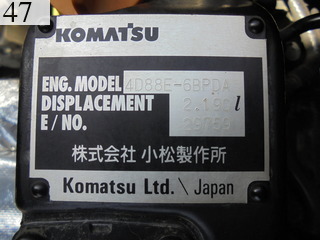 47
KOMATSU
ENG. MODEL 4D88E-6BPDA
DISPLACEMENT 2.190 l
E / NO.
株式会社 小松製作所
Komatsu Ltd. \ Japan